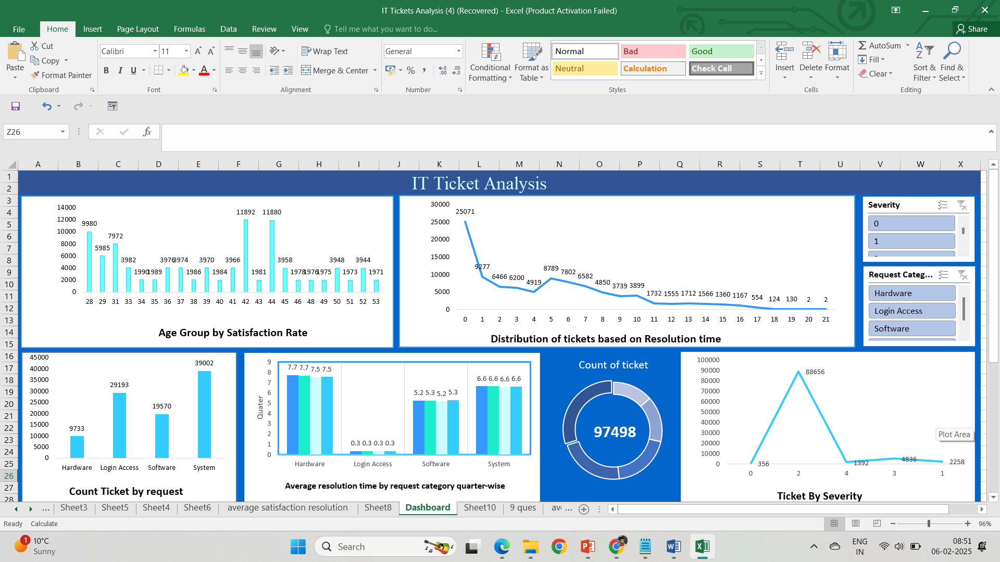 IT Tickets Analysis (4) (Recovered) - Excel (Product Activation Failed)
File Home Insert Page Layout Formulas Data Review View Tell me what you want to do... Share
Paste
Cut
Copy
Format Painter
Clipboard
Calibri 11
B I U
Font
Wrap Text
Merge & Center
Alignment
General
%
Number
Conditional Formatting
Format as Table
Normal Bad Good
Neutral Calculation Check Cell
Styles
Insert Delete Format
Cells
AutoSum
Fill
Clear
Sort & Filter
Find & Select
Editing
Z26
fx
A B C D E F G H I J K L M N O P Q R S T U V W X
1
2
3
4
5
6
7
8
9
10
11
12
13
14
15
16
17
18
19
20
21
22
23
24
25
26
27
28
IT Ticket Analysis
14000
12000
10000
8000
6000
4000
2000
0
9980 5985 7972 3982 1990 1989 3976 3974 1986 3970 1984 3966 11892 1981 11880 3958 1978 1976 1975 3948 1973 3944 1971
28 29 31 33 34 35 36 37 38 39 40 41 42 43 44 45 46 48 49 50 51 52 53
Age Group by Satisfaction Rate
30000
25000
20000
15000
10000
5000
0
25071 9277 6466 6200 4919 8789 7802 6582 4850 3739 3899 1732 1555 1712 1566 1360 1167 554 124 130 2 2
0 1 2 3 4 5 6 7 8 9 10 11 12 13 14 15 16 17 18 19 20 21
Distribution of tickets based on Resolution time
Severity
0
1
Request Categ...
Hardware
Login Access
Software
45000
40000
35000
30000
25000
20000
15000
10000
5000
0
9733 29193 19570 39002
Hardware Login Access Software System
Count Ticket by request
Quater
9
8
7
6
5
4
3
2
1
0
7.7 7.7 7.5 7.5
0.3 0.3 0.3 0.3
5.2 5.3 5.2 5.3
6.6 6.6 6.6 6.6
Hardware Login Access Software System
Average resolution time by request category quarter-wise
Count of ticket
97498
100000
90000
80000
70000
60000
50000
40000
30000
20000
10000
0
356 88656 1392 4836 2258
0 2 4 3 1
Plot Area
Ticket By Severity
... Sheet3 Sheet5 Sheet4 Sheet6 average satisfaction resolution Sheet8 Dashboard Sheet10 9 ques av ...
Ready Calculate
96%
1
10°C
Sunny
Search
ENG
IN
08:51
06-02-2025